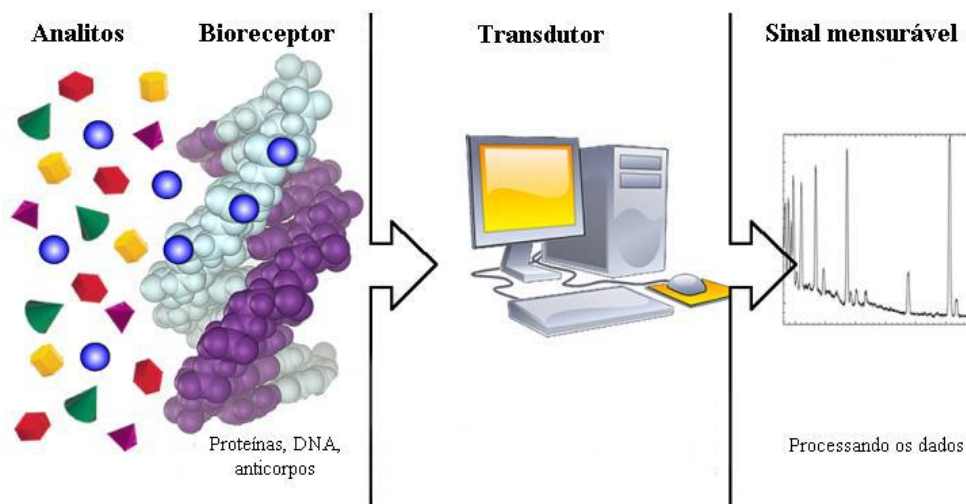 Analitos
Bioreceptor
Transdutor
Sinal mensurável
Proteínas, DNA,
anticorpos
Processando os dados